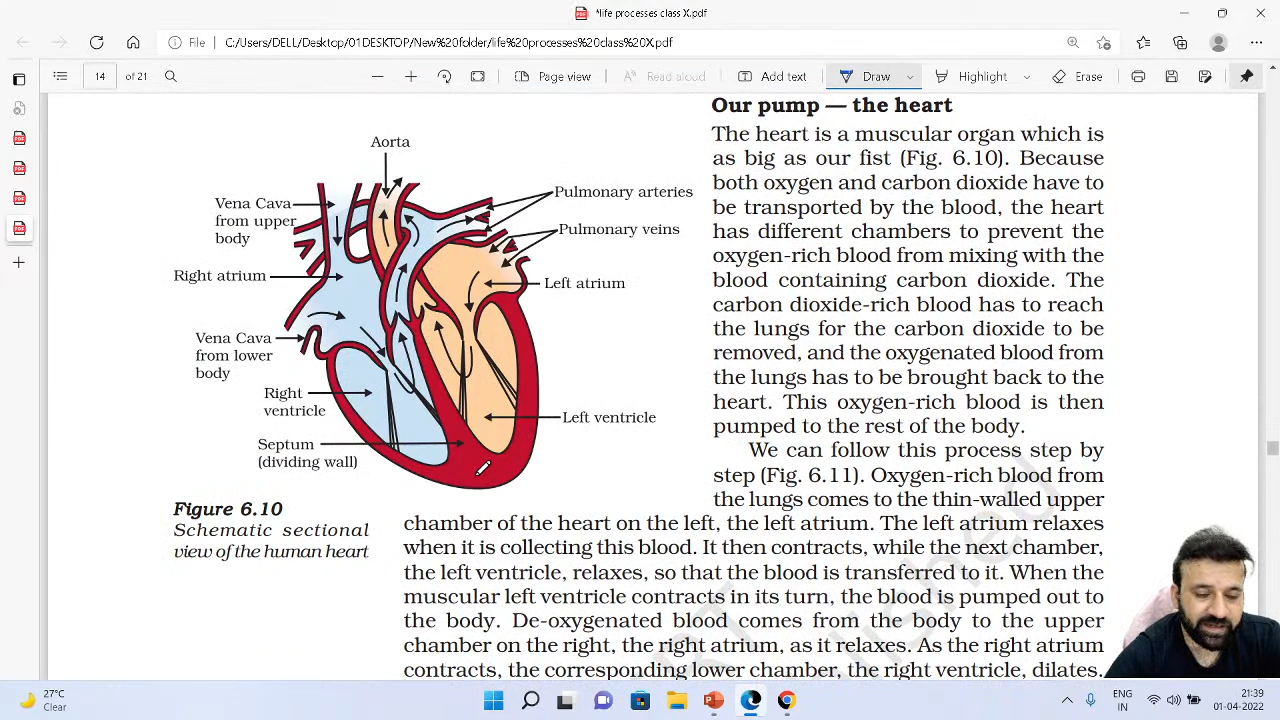 *life processes class X.pdf
File | C:/Users/DELL/Desktop/01DESKTOP/New%20folder/life%20processes%20class%20X.pdf
14 of 21 Page view Read aloud Add text Draw Highlight Erase
Our pump — the heart
The heart is a muscular organ which is
as big as our fist (Fig. 6.10). Because
both oxygen and carbon dioxide have to
be transported by the blood, the heart
has different chambers to prevent the
oxygen-rich blood from mixing with the
blood containing carbon dioxide. The
carbon dioxide-rich blood has to reach
the lungs for the carbon dioxide to be
removed, and the oxygenated blood from
the lungs has to be brought back to the
heart. This oxygen-rich blood is then
pumped to the rest of the body.
We can follow this process step by
step (Fig. 6.11). Oxygen-rich blood from
the lungs comes to the thin-walled upper
chamber of the heart on the left, the left atrium. The left atrium relaxes
when it is collecting this blood. It then contracts, while the next chamber,
the left ventricle, relaxes, so that the blood is transferred to it. When the
muscular left ventricle contracts in its turn, the blood is pumped out to
the body. De-oxygenated blood comes from the body to the upper
chamber on the right, the right atrium, as it relaxes. As the right atrium
contracts, the corresponding lower chamber, the right ventricle, dilates.
Aorta
Vena Cava
from upper
body
Right atrium
Vena Cava
from lower
body
Right
ventricle
Septum
(dividing wall)
Pulmonary arteries
Pulmonary veins
Left atrium
Left ventricle
Figure 6.10
Schematic sectional
view of the human heart
27°C
Clear
ENG
IN
21:39
01-04-2022